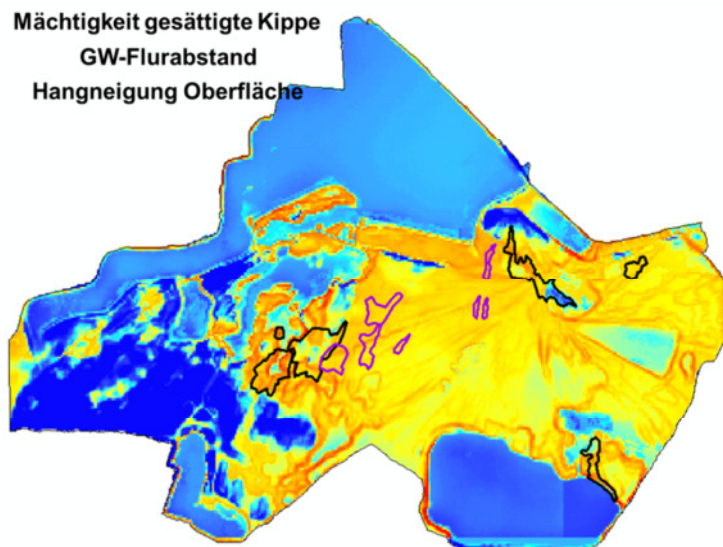 Mächtigkeit gesättigte Kippe
GW-Flurabstand
Hangneigung Oberfläche